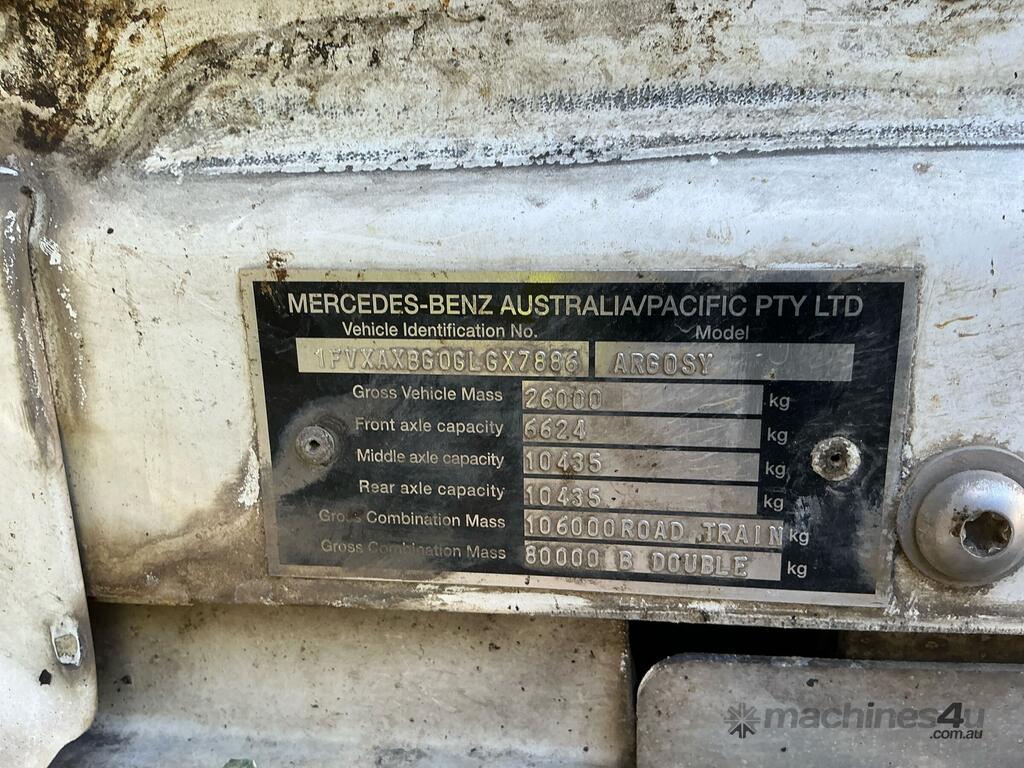 MERCEDES-BENZ AUSTRALIA/PACIFIC PTY LTD
Vehicle Identification No. Model
1FVXAXBG0GLGX7886 ARGOSY
Gross Vehicle Mass 26000 kg
Front axle capacity 6624 kg
Middle axle capacity 10435 kg
Rear axle capacity 10435 kg
Gross Combination Mass 106000 ROAD TRAIN kg
Gross Combination Mass 80000 B DOUBLE kg
machines4u
.com.au